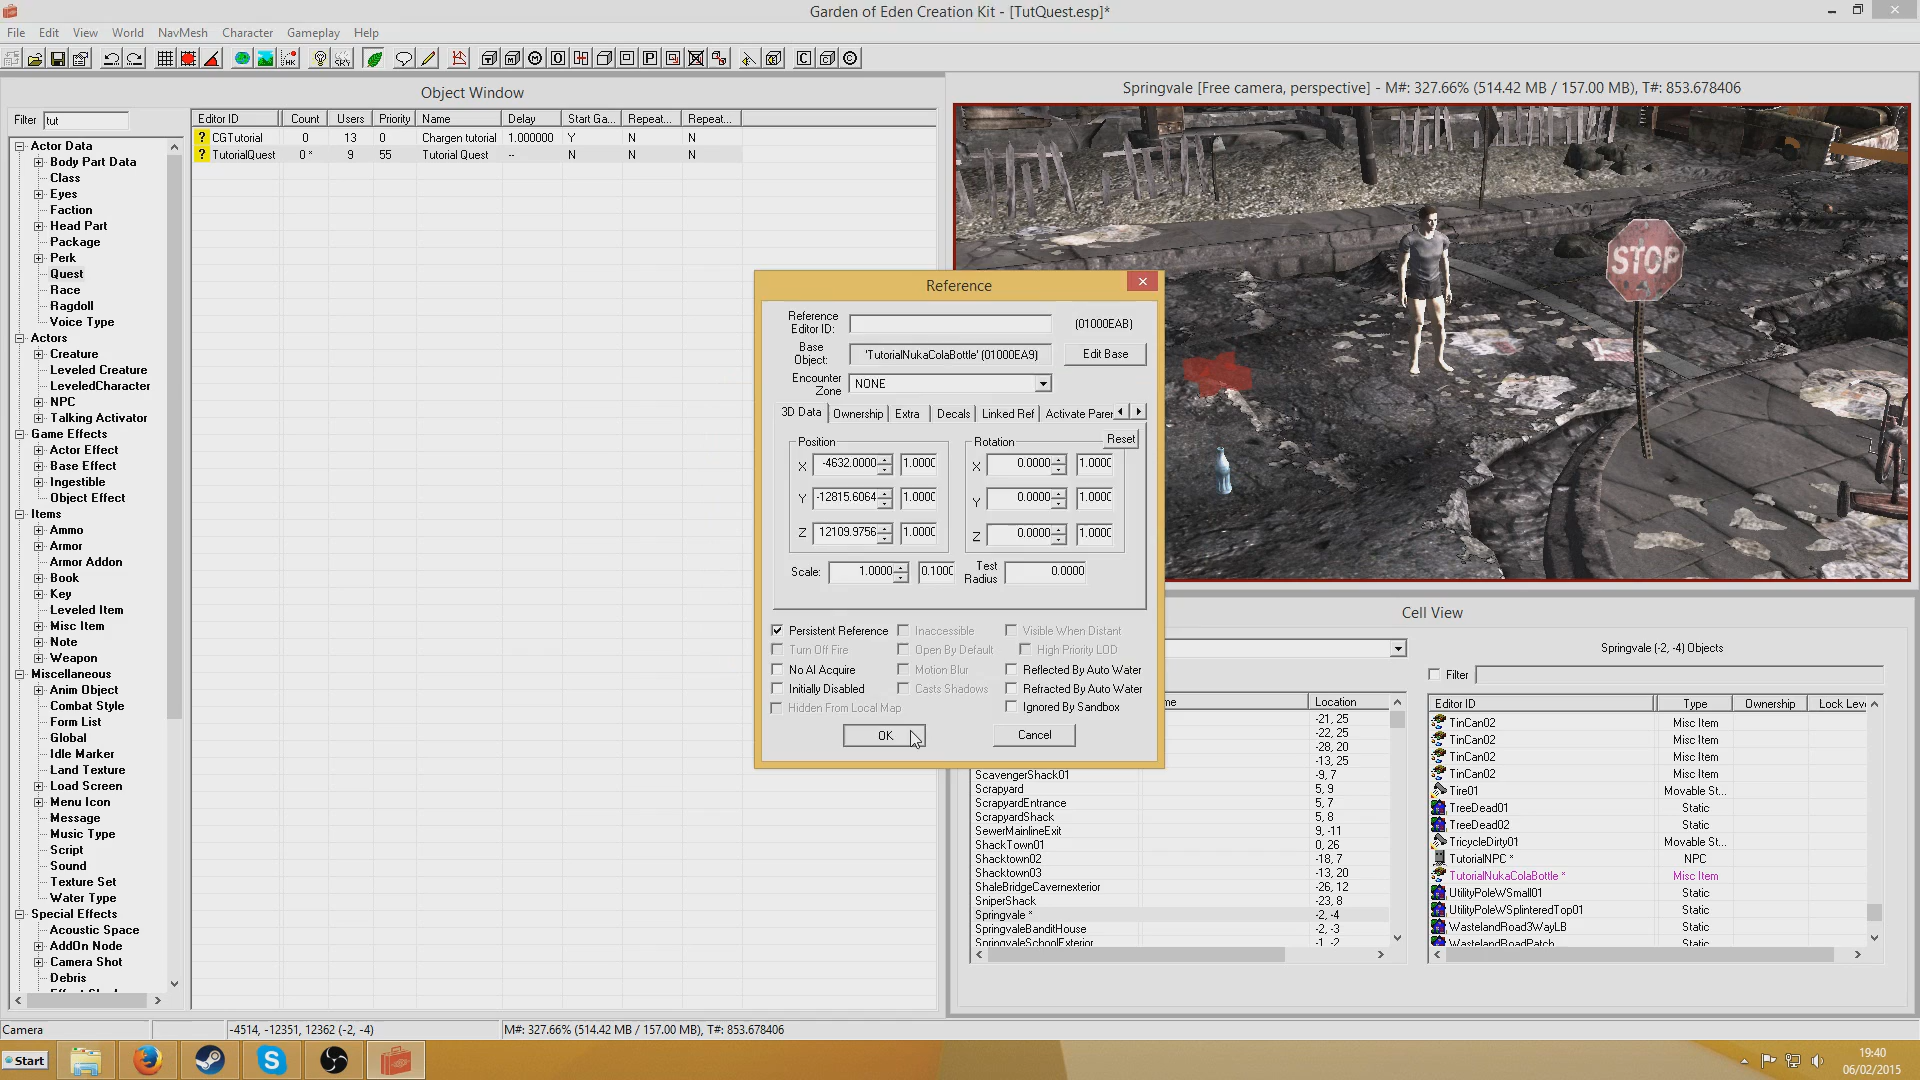 Garden of Eden Creation Kit - [TutQuest.esp]*
File Edit View World NavMesh Character Gameplay Help
Object Window
Springvale [Free camera, perspective] - M#: 327.66% (514.42 MB / 157.00 MB), T#: 853.678406
Filter tut
Editor ID Count Users Priority Name Delay Start Ga... Repeat... Repeat...
CGTutorial 0 13 0 Chargen tutorial 1.000000 Y N N
TutorialQuest 0 * 9 55 Tutorial Quest -- N N N
Actor Data
Body Part Data
Class
Eyes
Faction
Head Part
Package
Perk
Quest
Race
Ragdoll
Voice Type
Actors
Creature
Leveled Creature
LeveledCharacter
NPC
Talking Activator
Game Effects
Actor Effect
Base Effect
Ingestible
Object Effect
Items
Ammo
Armor
Armor Addon
Book
Key
Leveled Item
Misc Item
Note
Weapon
Miscellaneous
Anim Object
Combat Style
Form List
Global
Idle Marker
Land Texture
Load Screen
Menu Icon
Message
Music Type
Script
Sound
Texture Set
Water Type
Special Effects
Acoustic Space
AddOn Node
Camera Shot
Debris
STOP
Reference
Reference Editor ID: (01000EAB)
Base Object: 'TutorialNukaColaBottle' (01000EA9) Edit Base
Encounter Zone NONE
3D Data Ownership Extra Decals Linked Ref Activate Parer
Position Rotation Reset
X -4632.0000 1.0000 X 0.0000 1.0000
Y -12815.6064 1.0000 Y 0.0000 1.0000
Z 12109.9756 1.0000 Z 0.0000 1.0000
Scale: 1.0000 0.1000 Test Radius 0.0000
Persistent Reference Inaccessible Visible When Distant
Turn Off Fire Open By Default High Priority LOD
No AI Acquire Motion Blur Reflected By Auto Water
Initially Disabled Casts Shadows Refracted By Auto Water
Hidden From Local Map Ignored By Sandbox
OK Cancel
Cell View
Springvale (-2, -4) Objects
Filter
me Location
-21, 25
-22, 25
-28, 20
-13, 25
ScavengerShack01 -9, 7
Scrapyard 5, 9
ScrapyardEntrance 5, 7
ScrapyardShack 5, 8
SewerMainlineExit 9, -11
ShackTown01 0, 26
Shacktown02 -18, 7
Shacktown03 -13, 20
ShaleBridgeCavernexterior -26, 12
SniperShack -23, 8
Springvale * -2, -4
SpringvaleBanditHouse -2, -3
SpringvaleSchoolExterior -1, -2
Editor ID Type Ownership Lock Leve
TinCan02 Misc Item
TinCan02 Misc Item
TinCan02 Misc Item
TinCan02 Misc Item
Tire01 Movable St...
TreeDead01 Static
TreeDead02 Static
TricycleDirty01 Movable St...
TutorialNPC * NPC
TutorialNukaColaBottle * Misc Item
UtilityPoleWSmall01 Static
UtilityPoleWSplinteredTop01 Static
WastelandRoad3WayLB Static
WastelandRoadPatch Static
Camera -4514, -12351, 12362 (-2, -4) M#: 327.66% (514.42 MB / 157.00 MB), T#: 853.678406
Start
19:40
06/02/2015